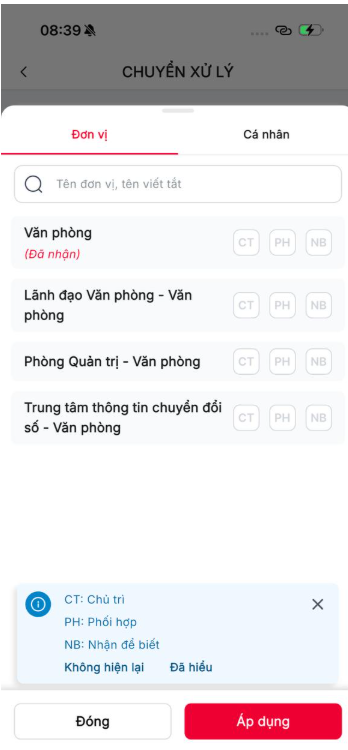 08:39
CHUYỂN XỬ LÝ
Đơn vị
Cá nhân
Tên đơn vị, tên viết tắt
Văn phòng
(Đã nhận)
CT PH NB
Lãnh đạo Văn phòng - Văn
phòng
CT PH NB
Phòng Quản trị - Văn phòng
CT PH NB
Trung tâm thông tin chuyển đổi
số - Văn phòng
CT PH NB
CT: Chủ trì
PH: Phối hợp
NB: Nhận để biết
Không hiện lại Đã hiểu
Đóng
Áp dụng